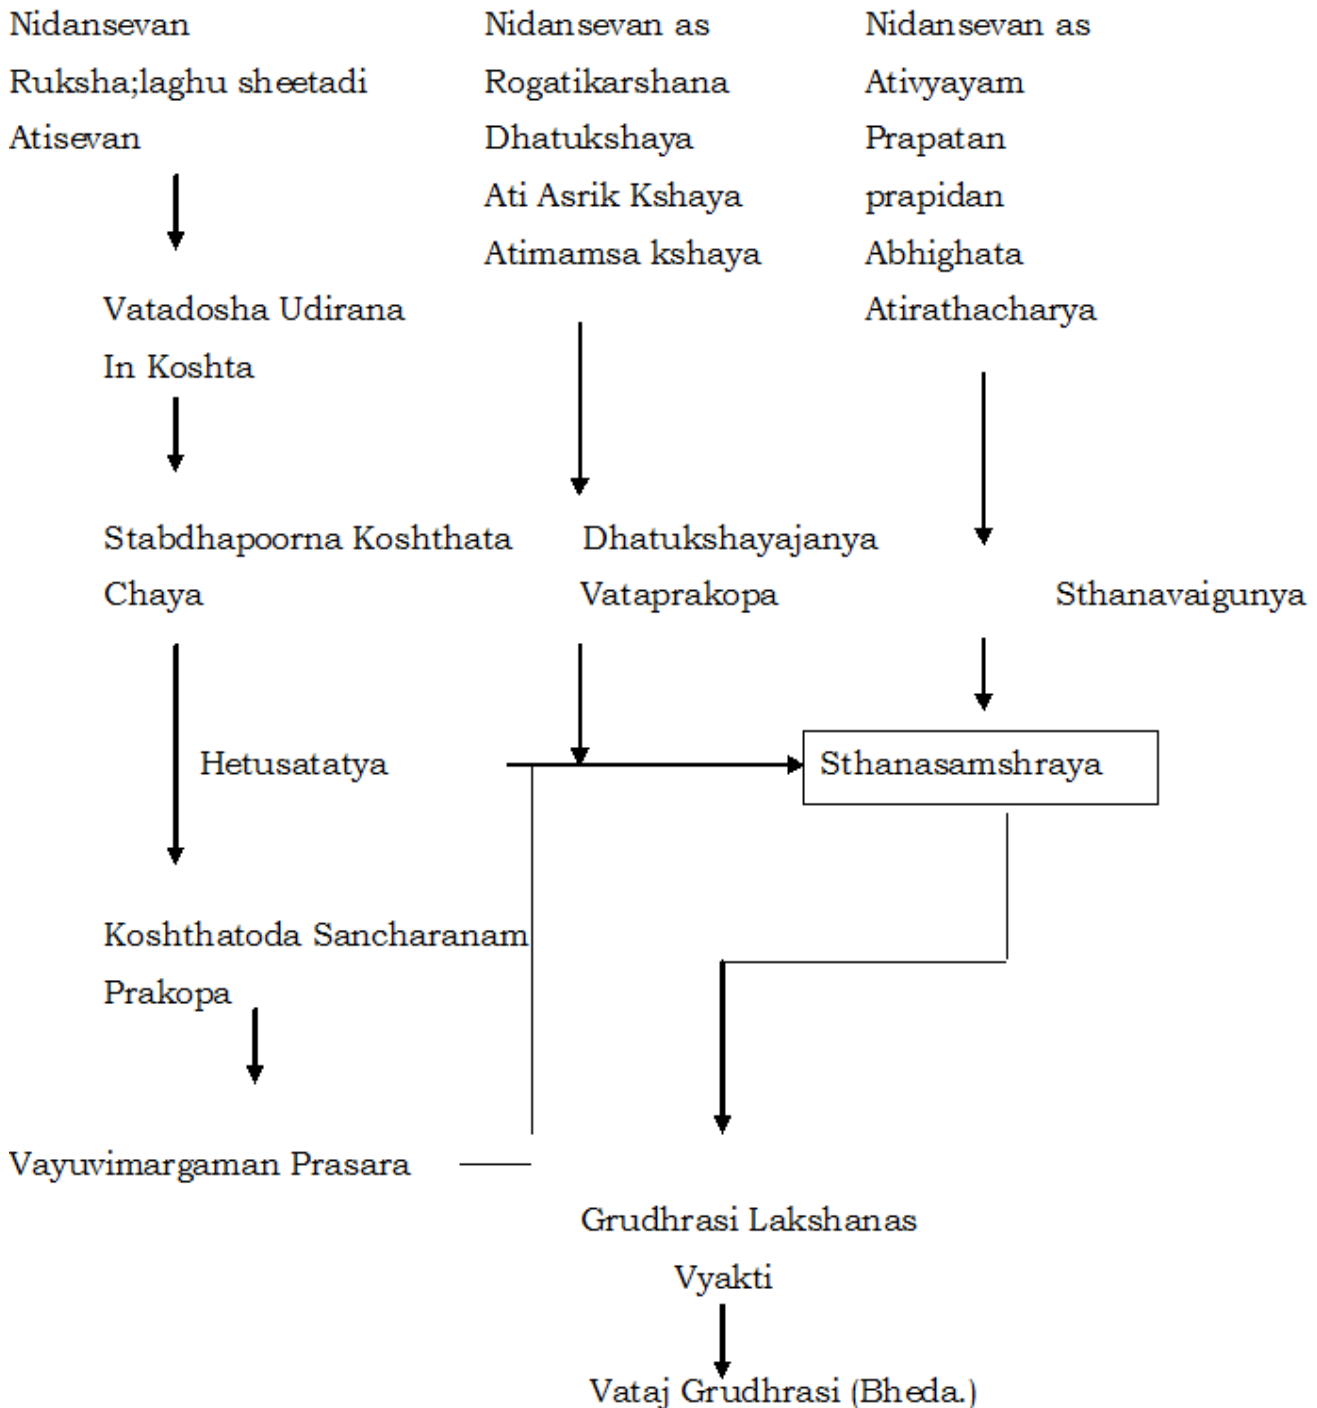 Nidansevan
Ruksha;laghu sheetadi
Atisevan
Vatadosha Udirana
In Koshta
Stabdhapoorna Koshthata
Chaya
Hetusatatya
Koshthatoda Sancharanam
Prakopa
Vayuvimargaman Prasara
Nidansevan as
Rogatikarshana
Dhatukshaya
Ati Asrik Kshaya
Atimamsa kshaya
Dhatukshayajanya
Vataprakopa
Nidansevan as
Ativyayam
Prapatan
prapidan
Abhighata
Atirathacharya
Sthanavaigunya
Sthanasamshraya
Grudhrasi Lakshanas
Vyakti
Vataj Grudhrasi (Bheda.)